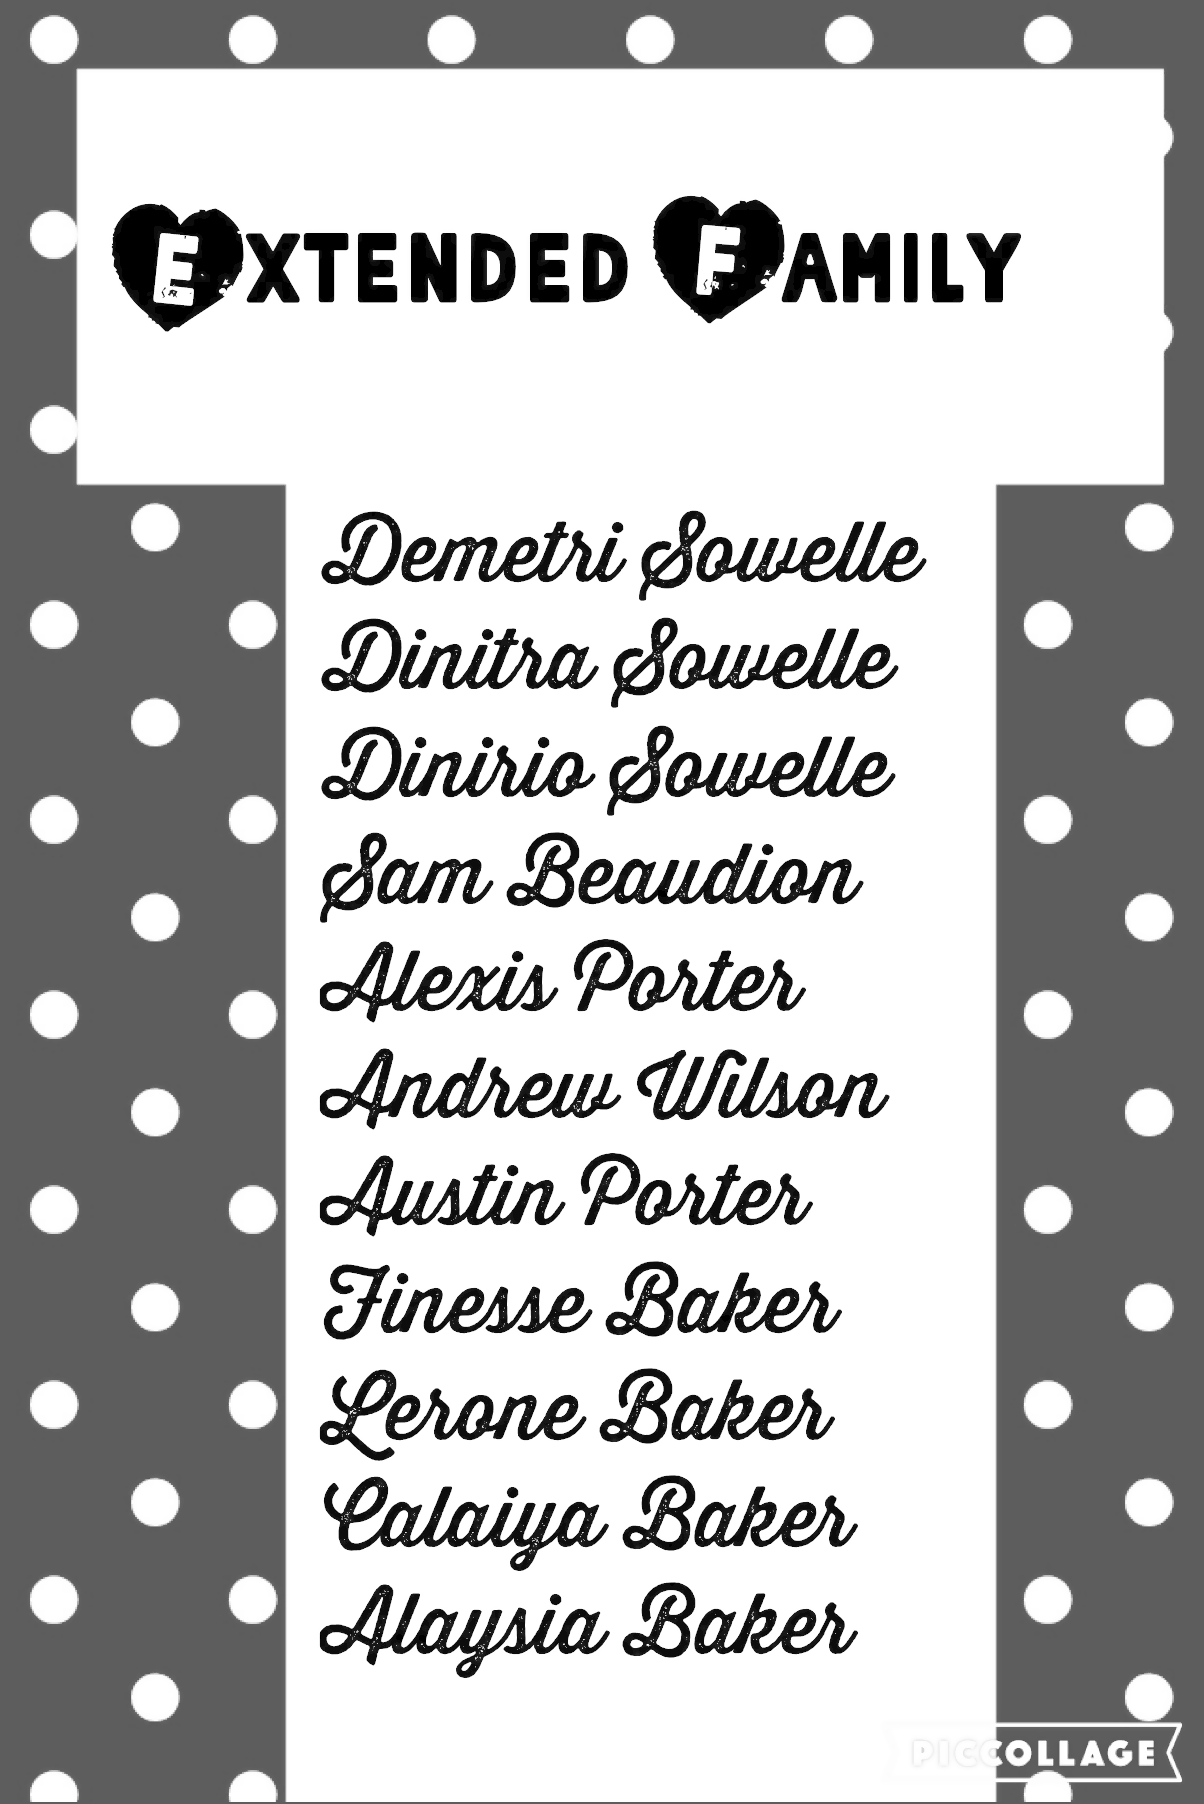 Extended Family
Demetri Sowelle
Dinitra Sowelle
Dinirio Sowelle
Sam Beaudion
Alexis Porter
Andrew Wilson
Austin Porter
Finesse Baker
Lerone Baker
Calaiya Baker
Alaysia Baker
PICCOLLAGE